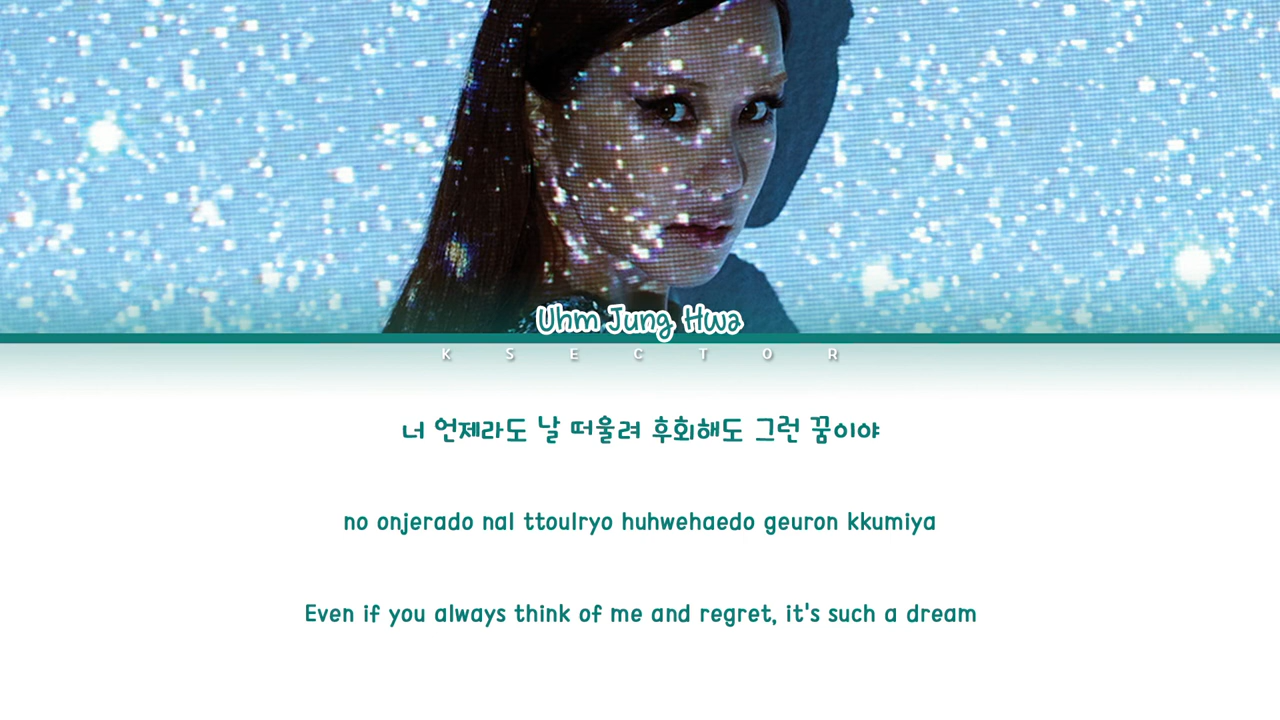 Uhm Jung Hwa
K S E C T O R
너 언제라도 날 떠울려 후회해도 그런 꿈이야
no onjerado nal ttoulryo huhwehaedo geuron kkumiya
Even if you always think of me and regret, it's such a dream